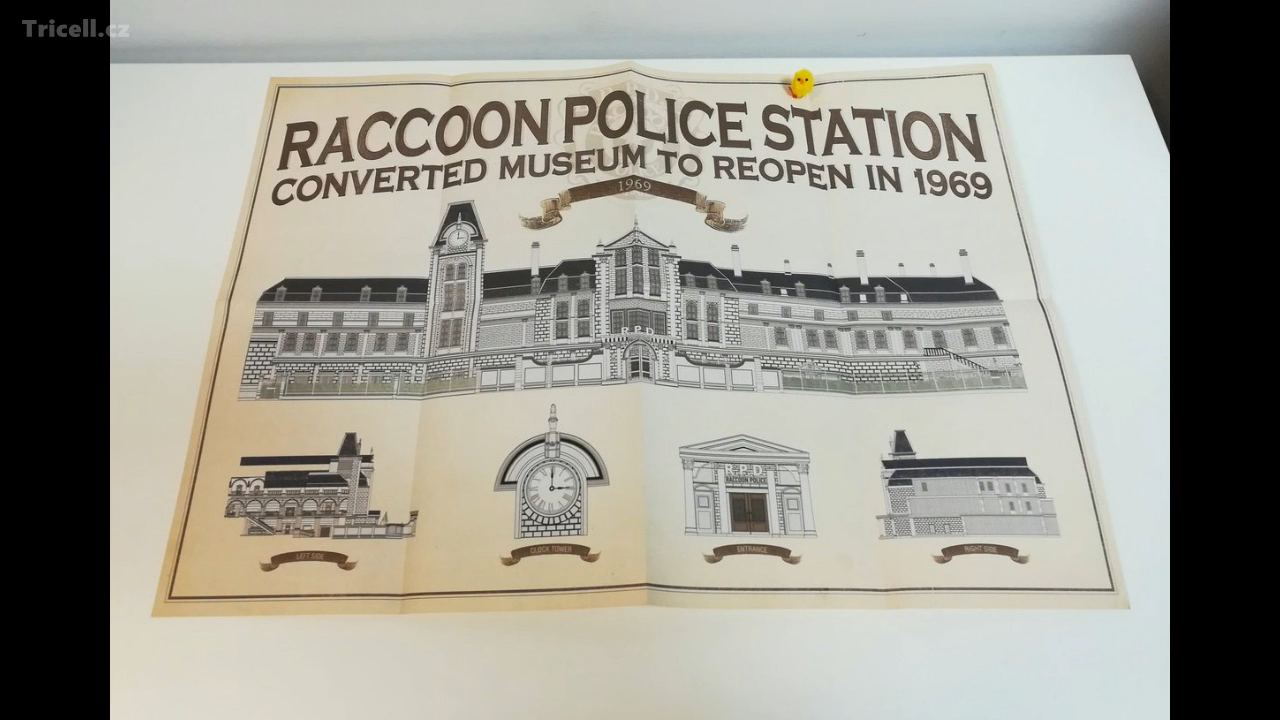 Tricell.cz
RACCOON POLICE STATION
CONVERTED MUSEUM TO REOPEN IN 1969
1969
R.P.D.
R.P.D.
RACCOON POLICE
LEFT SIDE
CLOCK TOWER
ENTRANCE
RIGHT SIDE